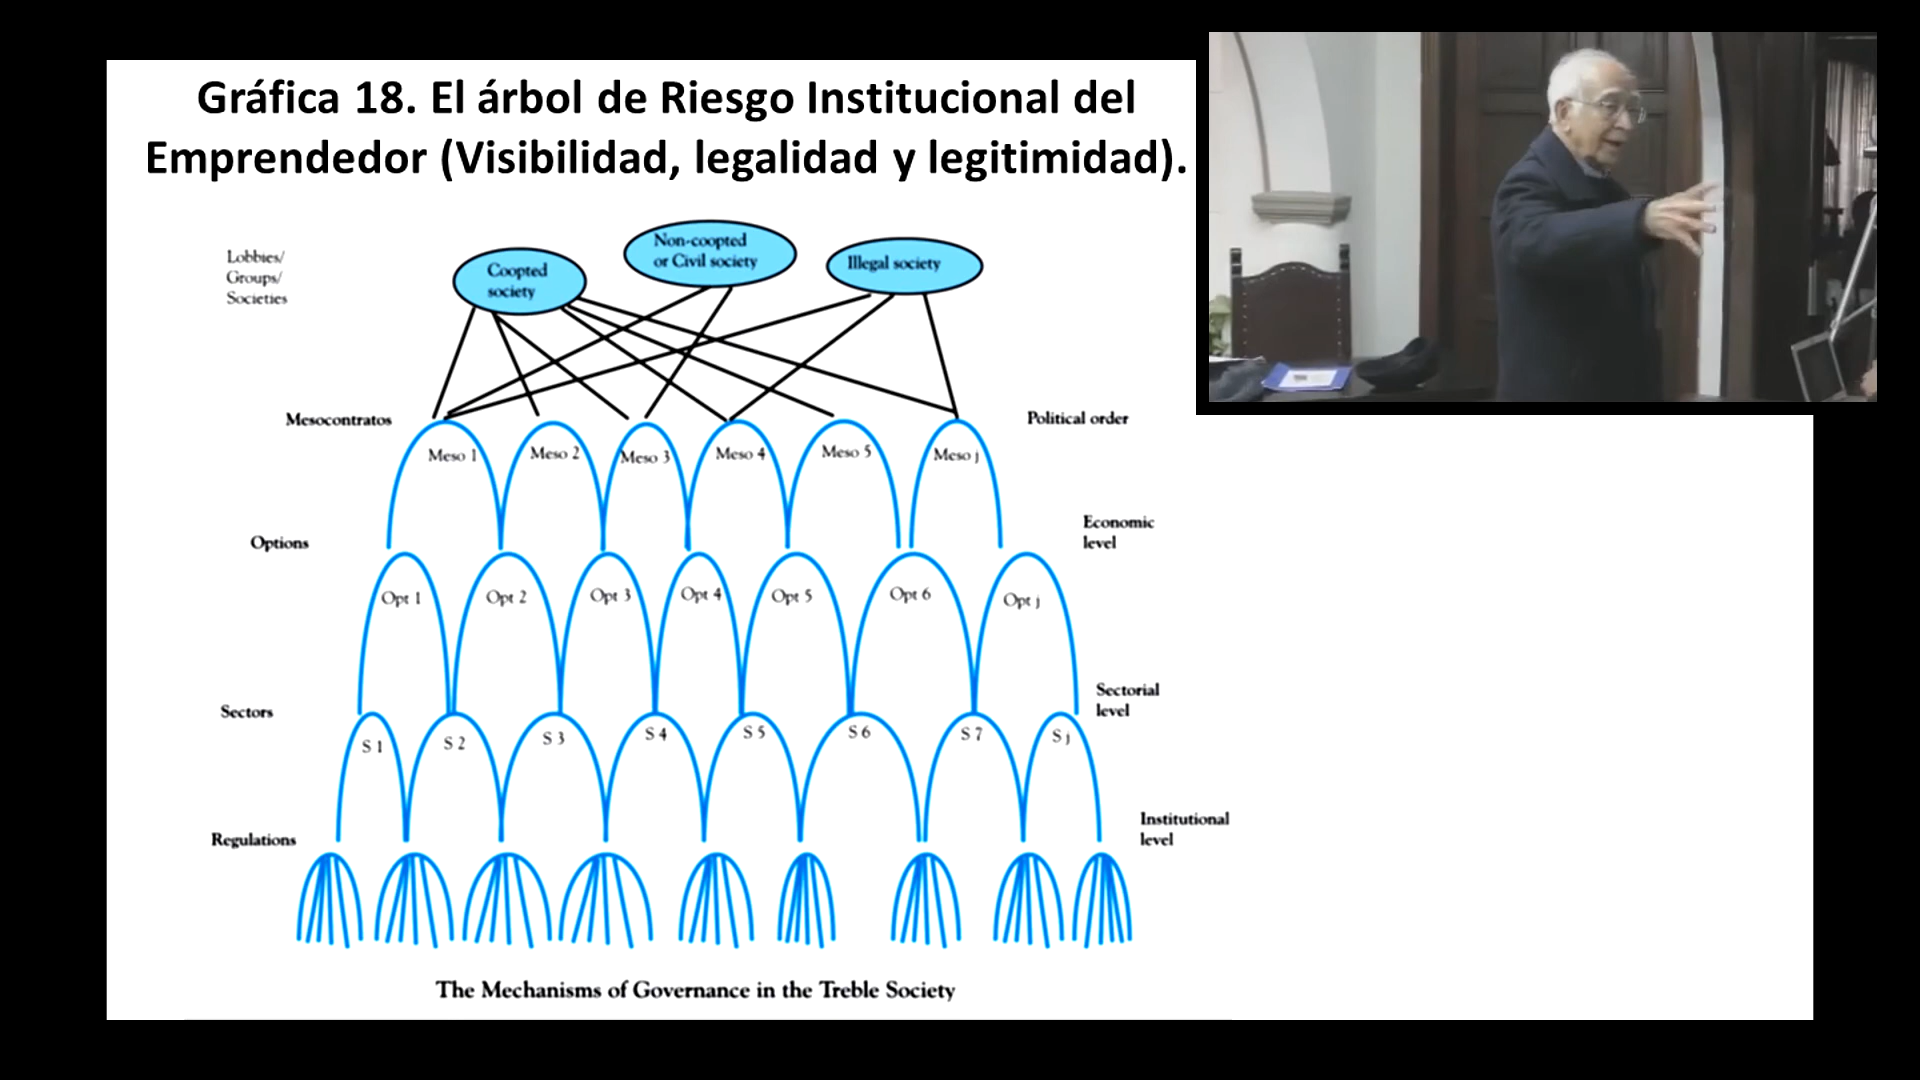 Gráfica 18. El árbol de Riesgo Institucional del
Emprendedor (Visibilidad, legalidad y legitimidad).
Lobbies/
Groups/
Societies
Coopted
society
Non-coopted
or Civil society
Illegal society
Mesocontratos
Political order
Meso 1
Meso 2
Meso 3
Meso 4
Meso 5
Meso j
Options
Economic
level
Opt 1
Opt 2
Opt 3
Opt 4
Opt 5
Opt 6
Opt j
Sectors
Sectorial
level
S 1
S 2
S 3
S 4
S 5
S 6
S 7
S j
Regulations
Institutional
level
The Mechanisms of Governance in the Treble Society